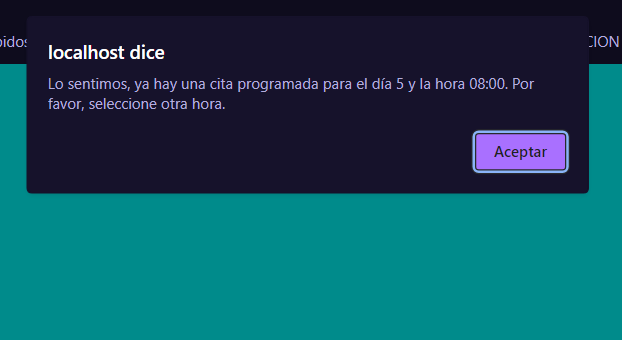 localhost dice
Lo sentimos, ya hay una cita programada para el día 5 y la hora 08:00. Por
favor, seleccione otra hora.
Aceptar